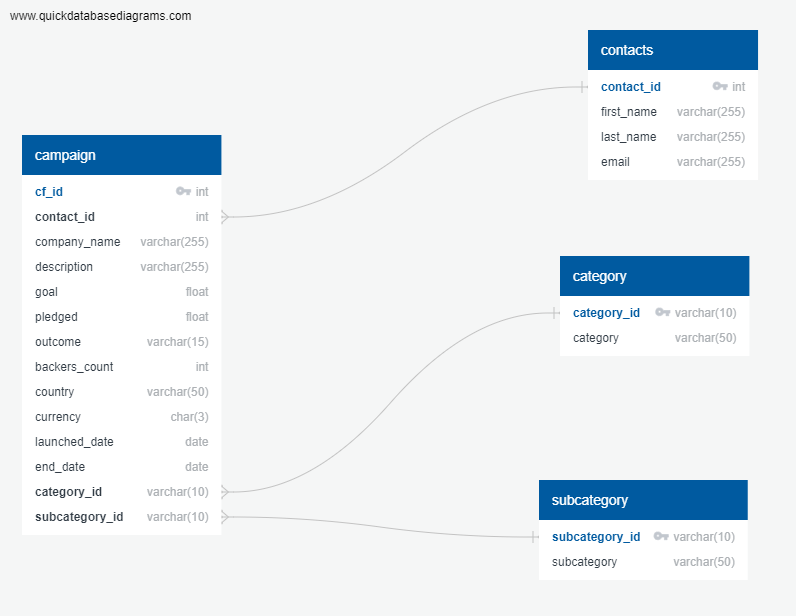 www.quickdatabasediagrams.com
contacts
contact_id int
first_name varchar(255)
last_name varchar(255)
email varchar(255)
campaign
cf_id int
contact_id int
company_name varchar(255)
description varchar(255)
goal float
pledged float
outcome varchar(15)
backers_count int
country varchar(50)
currency char(3)
launched_date date
end_date date
category_id varchar(10)
subcategory_id varchar(10)
category
category_id varchar(10)
category varchar(50)
subcategory
subcategory_id varchar(10)
subcategory varchar(50)